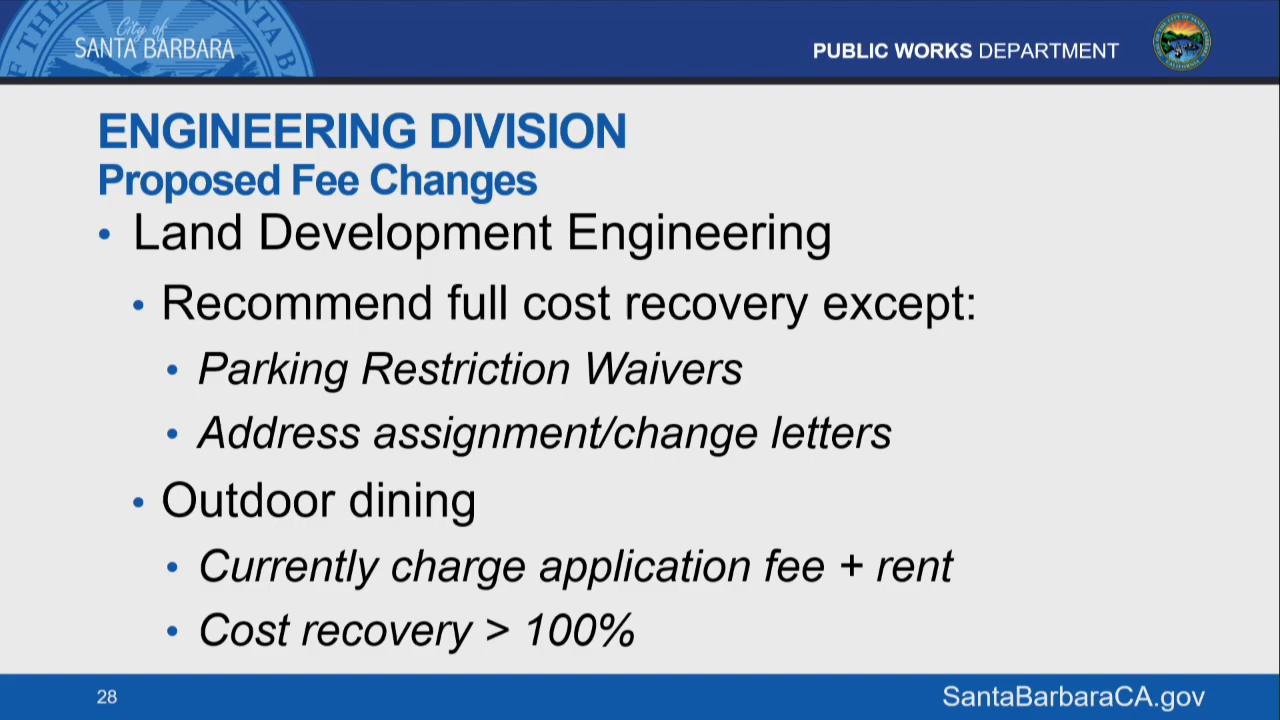 City of
SANTA BARBARA
PUBLIC WORKS DEPARTMENT
ENGINEERING DIVISION
Proposed Fee Changes
• Land Development Engineering
• Recommend full cost recovery except:
• Parking Restriction Waivers
• Address assignment/change letters
• Outdoor dining
• Currently charge application fee + rent
• Cost recovery > 100%
28
SantaBarbaraCA.gov